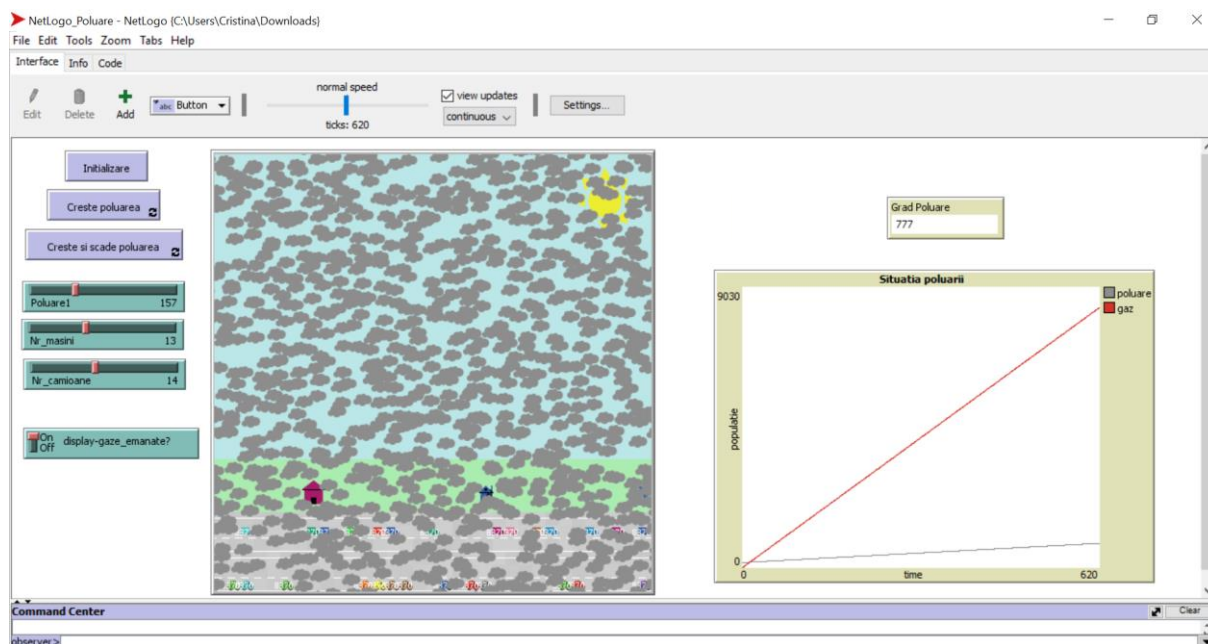 NetLogo_Poluare - NetLogo {C:\Users\Cristina\Downloads}
File Edit Tools Zoom Tabs Help
Interface Info Code
Edit Delete Add abc Button normal speed ticks: 620 view updates continuous Settings...
Initializare
Creste poluarea
Creste si scade poluarea
Poluare1 157
Nr_masini 13
Nr_camioane 14
On
Off
display-gaze_emanate?
Grad Poluare
777
Situatia poluarii
9030
populatie
0
0 time 620
poluare
gaz
Command Center Clear
observer>